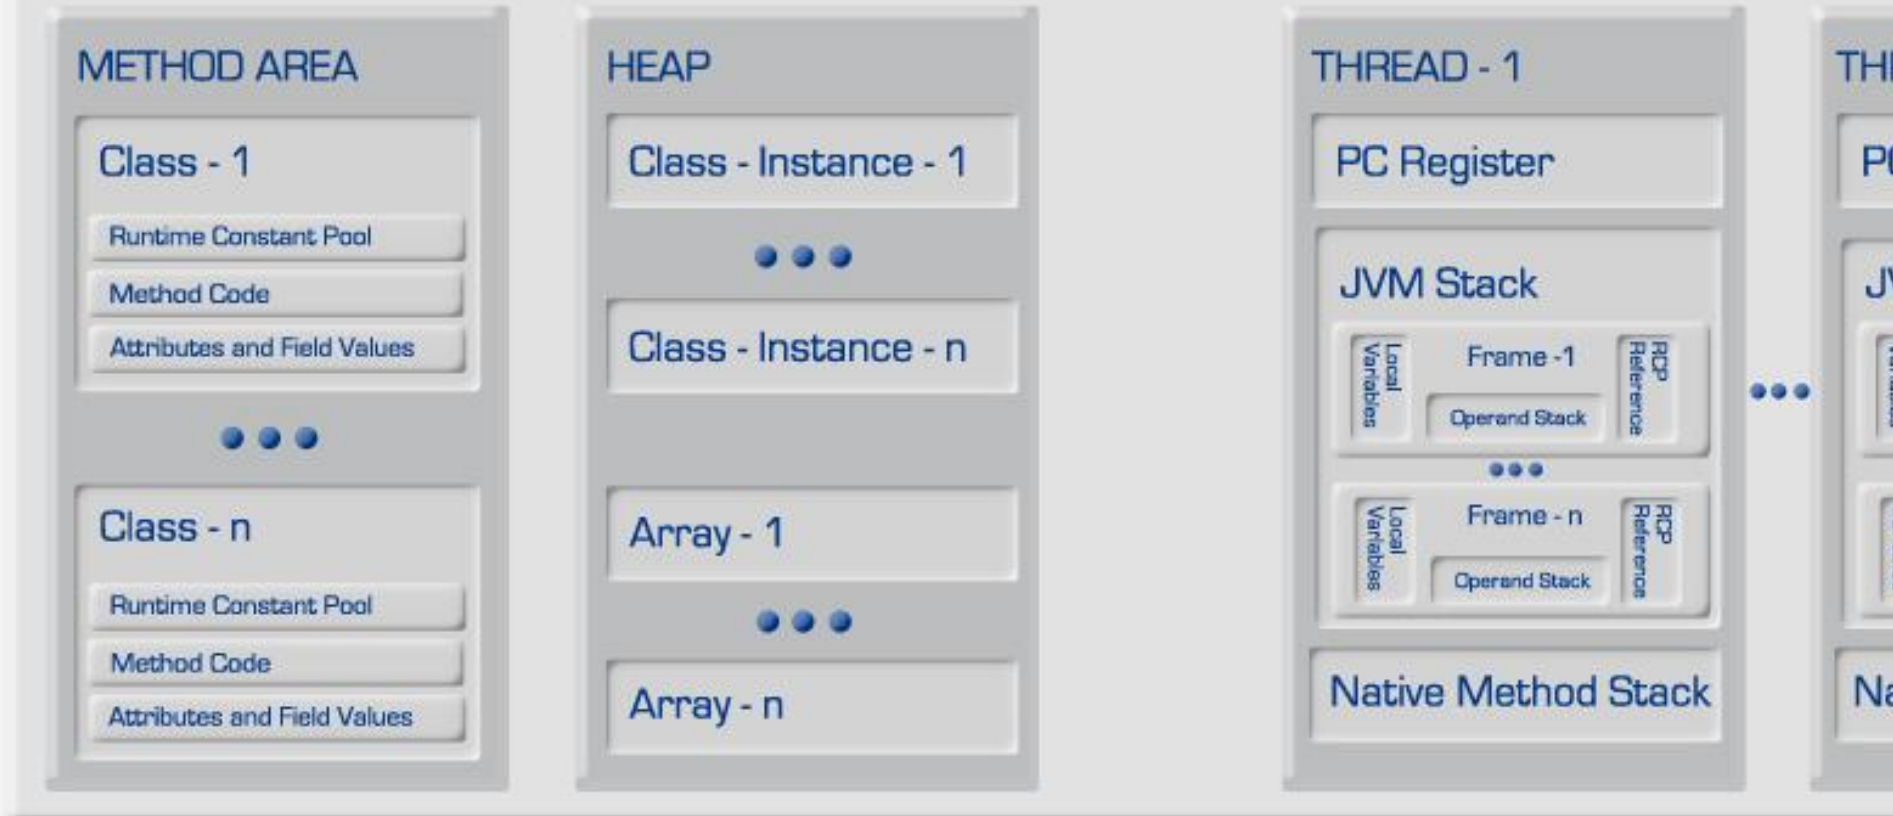 METHOD AREA
Class - 1
Runtime Constant Pool
Method Code
Attributes and Field Values
Class - n
Runtime Constant Pool
Method Code
Attributes and Field Values
HEAP
Class - Instance - 1
Class - Instance - n
Array - 1
Array - n
THREAD - 1
PC Register
JVM Stack
Local
Variables
Frame -1
Operand Stack
RCP
Reference
Local
Variables
Frame - n
Operand Stack
RCP
Reference
Native Method Stack